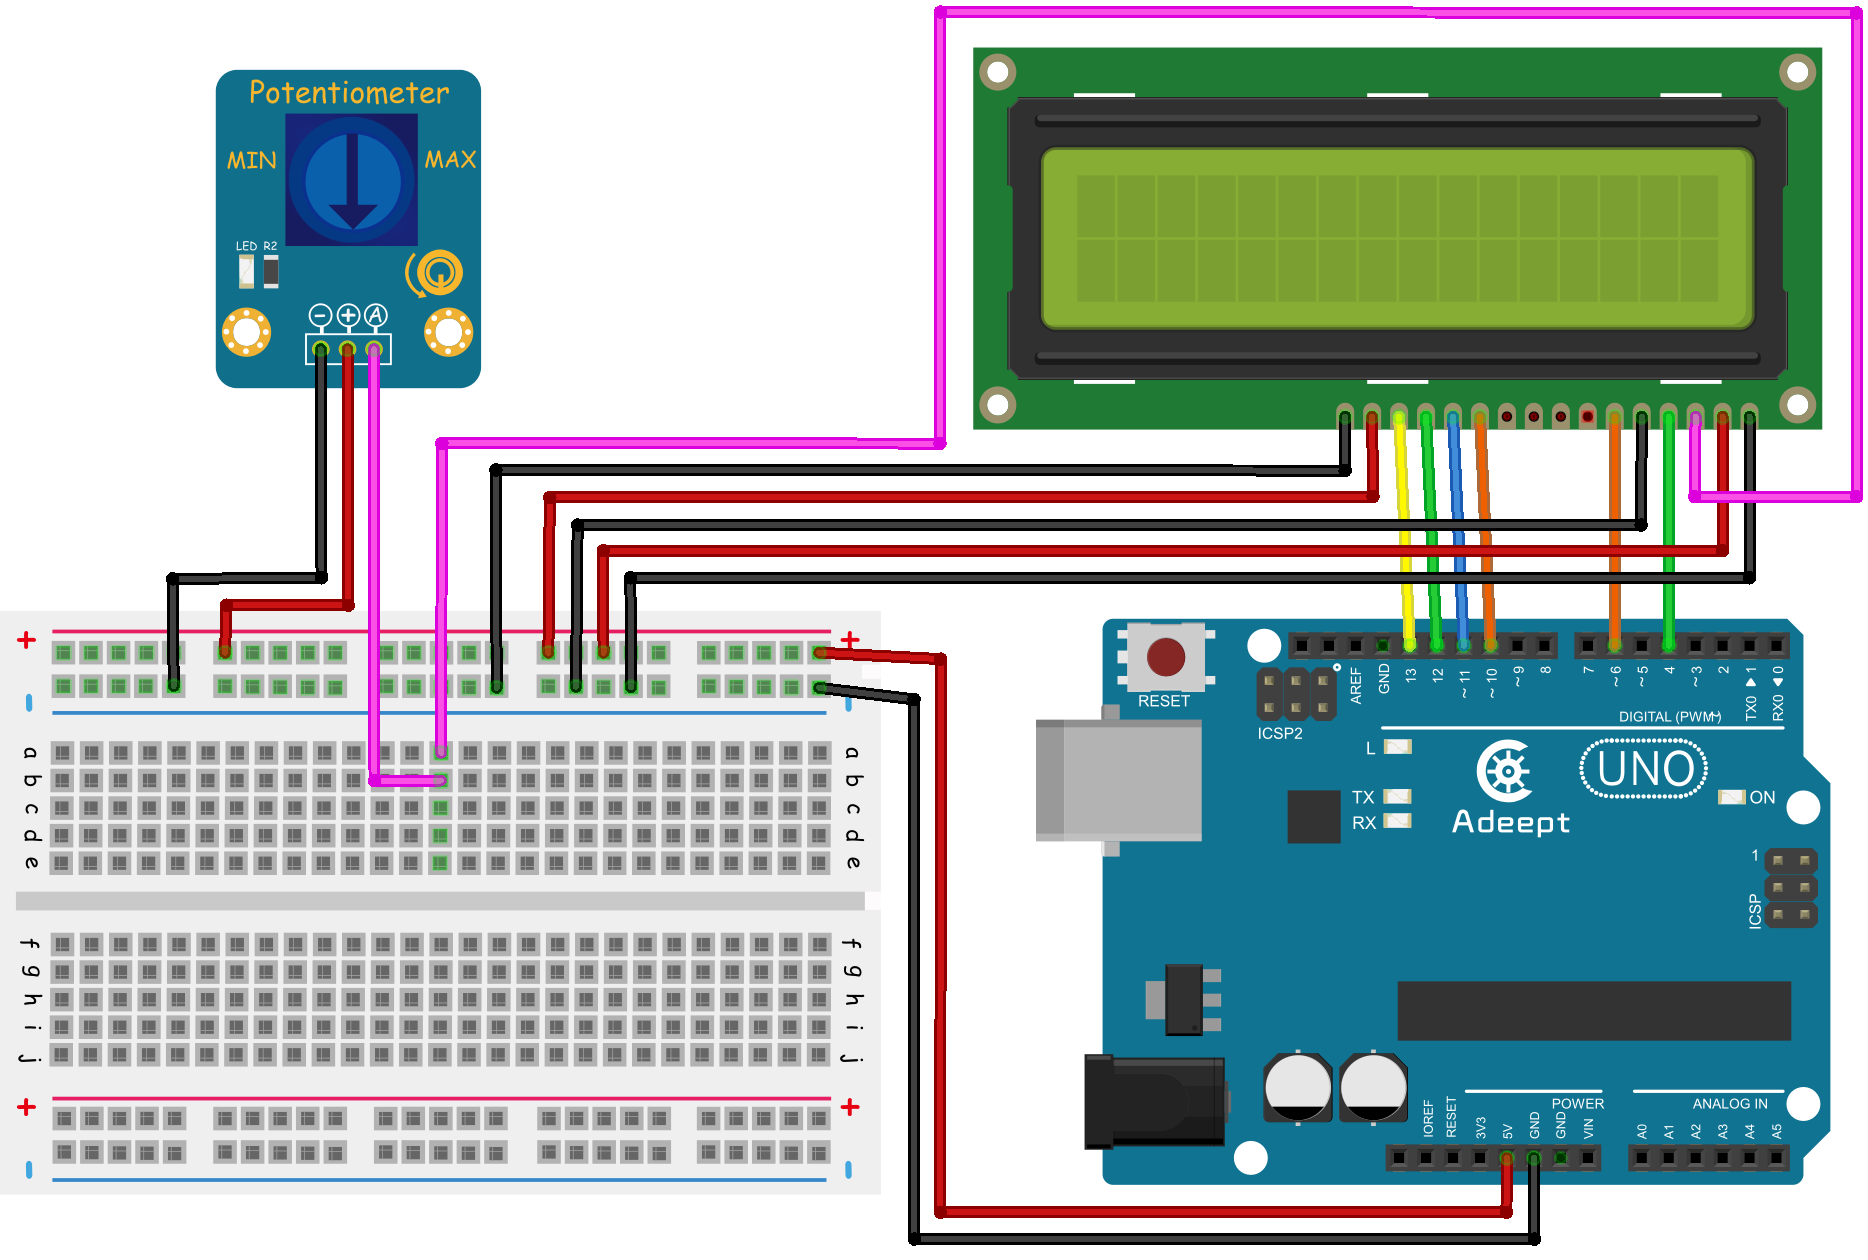 Potentiometer
MIN MAX
LED R2
− + A
+ +
a a
b b
c c
d d
e e
f f
g g
h h
i i
j j
+ +
RESET
ICSP2
AREF
GND
13
12
~11
~10
~9
8
7
~6
~5
4
~3
2
TX0 ▶ 1
RX0 ◀ 0
DIGITAL (PWM~)
L
TX
RX
Adeept
UNO
ON
1
ICSP
POWER
ANALOG IN
IOREF
RESET
3V3
5V
GND
GND
VIN
A0
A1
A2
A3
A4
A5